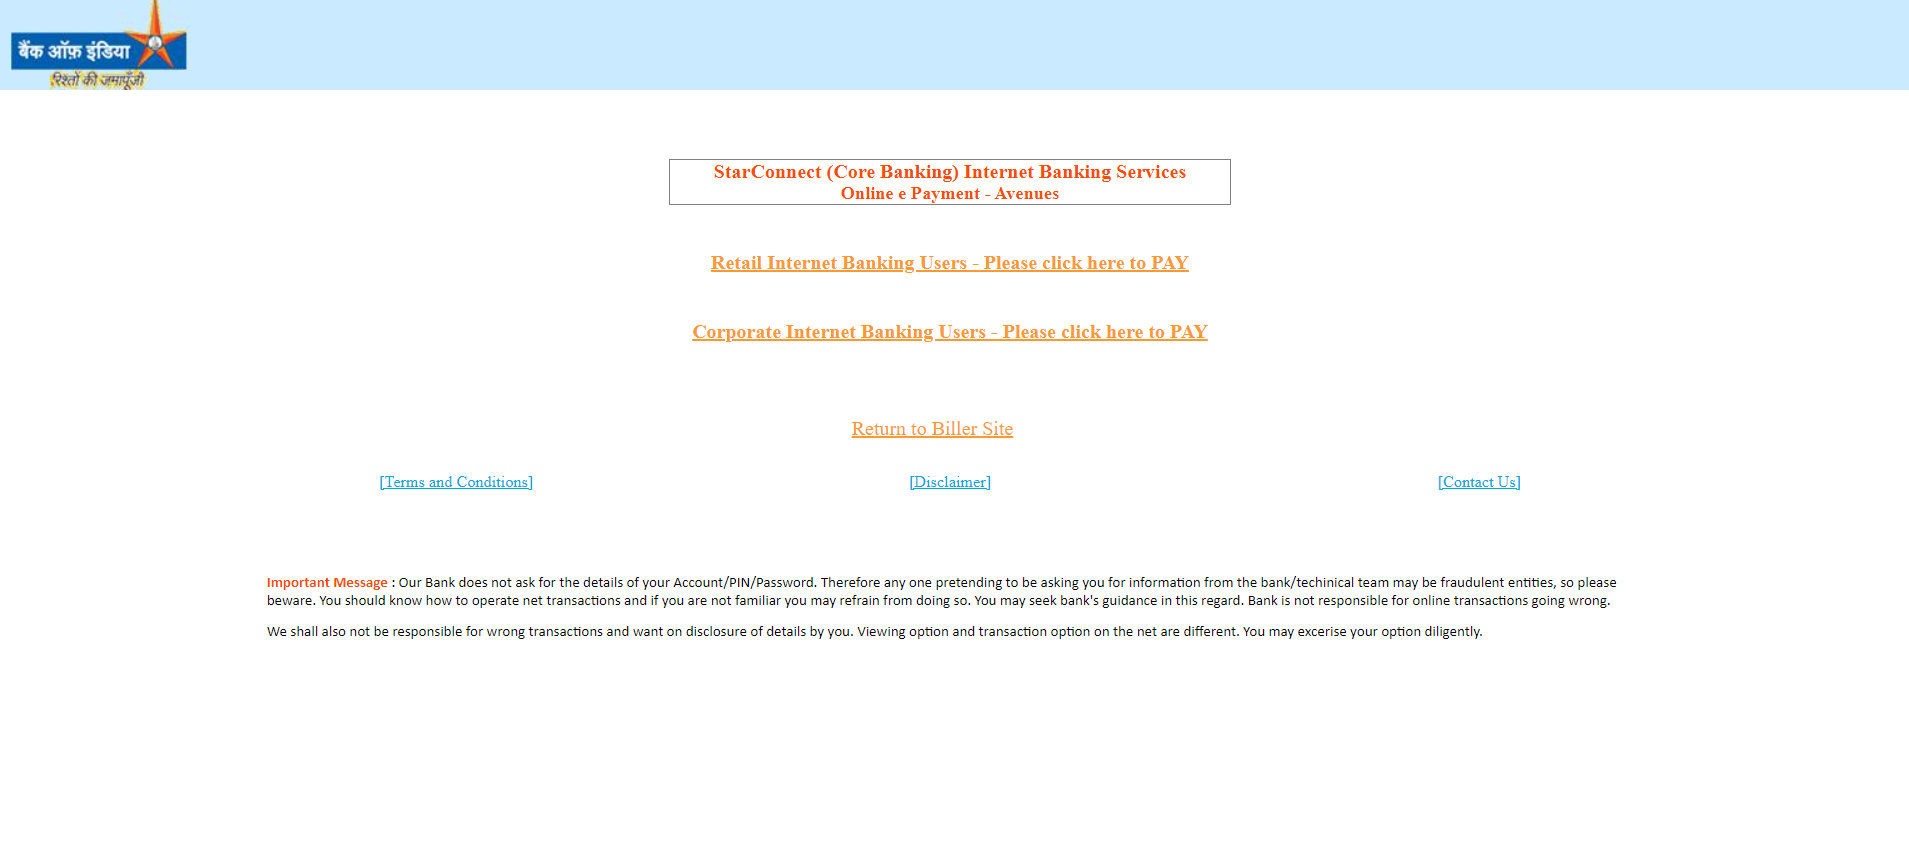 बैंक ऑफ़ इंडिया
रिश्तों की जमापूँजी
StarConnect (Core Banking) Internet Banking Services
Online e Payment - Avenues
Retail Internet Banking Users - Please click here to PAY
Corporate Internet Banking Users - Please click here to PAY
Return to Biller Site
[Terms and Conditions] [Disclaimer] [Contact Us]
Important Message : Our Bank does not ask for the details of your Account/PIN/Password. Therefore any one pretending to be asking you for information from the bank/techinical team may be fraudulent entities, so please
beware. You should know how to operate net transactions and if you are not familiar you may refrain from doing so. You may seek bank's guidance in this regard. Bank is not responsible for online transactions going wrong.
We shall also not be responsible for wrong transactions and want on disclosure of details by you. Viewing option and transaction option on the net are different. You may excerise your option diligently.